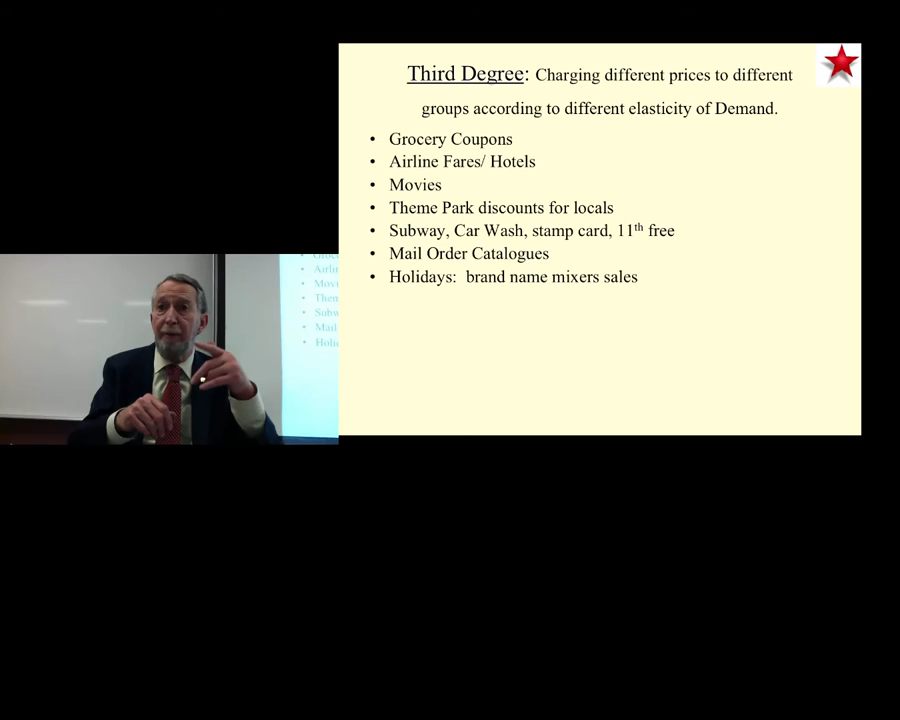 Third Degree: Charging different prices to different
groups according to different elasticity of Demand.
• Grocery Coupons
• Airline Fares/ Hotels
• Movies
• Theme Park discounts for locals
• Subway, Car Wash, stamp card, 11th free
• Mail Order Catalogues
• Holidays:  brand name mixers sales